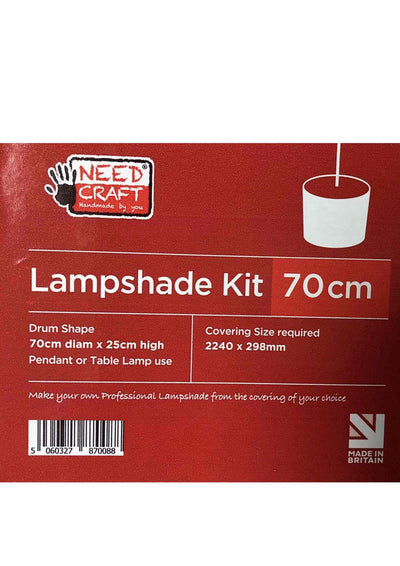 NEED®
CRAFT
Handmade by you
Lampshade Kit 70cm
Drum Shape
70cm diam x 25cm high
Pendant or Table Lamp use
Covering Size required
2240 x 298mm
Make your own Professional Lampshade from the covering of your choice
5 060327 870088
MADE IN
BRITAIN